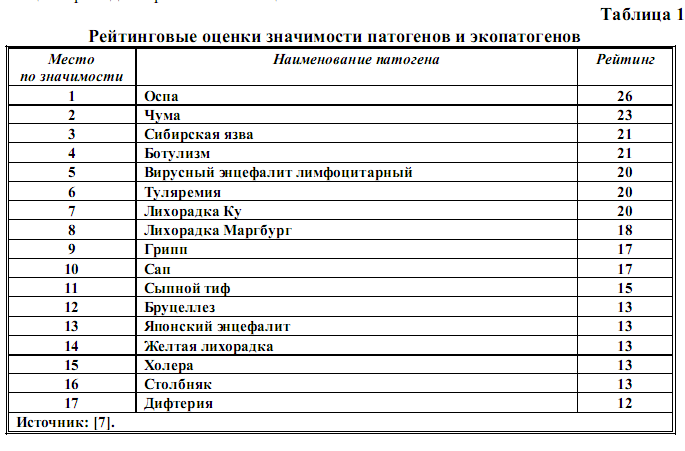 Таблица 1
Рейтинговые оценки значимости патогенов и экопатогенов
Место по значимости Наименование патогена Рейтинг
1 Оспа 26
2 Чума 23
3 Сибирская язва 21
4 Ботулизм 21
5 Вирусный энцефалит лимфоцитарный 20
6 Туляремия 20
7 Лихорадка Ку 20
8 Лихорадка Маргбург 18
9 Грипп 17
10 Сап 17
11 Сыпной тиф 15
12 Бруцеллез 13
13 Японский энцефалит 13
14 Желтая лихорадка 13
15 Холера 13
16 Столбняк 13
17 Дифтерия 12
Источник: [7].